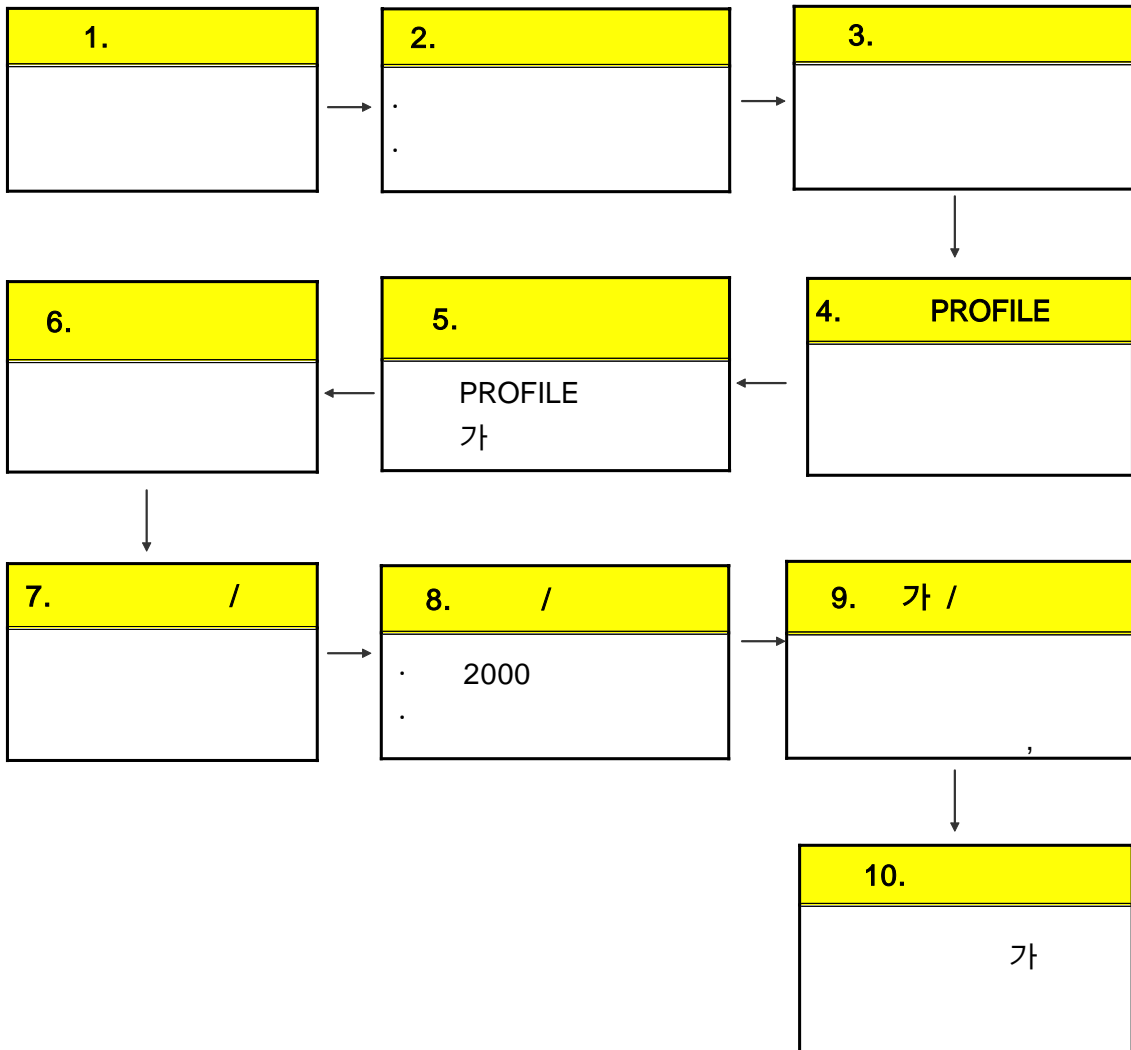 1.
2.
·
·
3.
4. PROFILE
5.
PROFILE
가
6.
7. /
8. /
· 2000
·
9. 가 /
,
10.
가